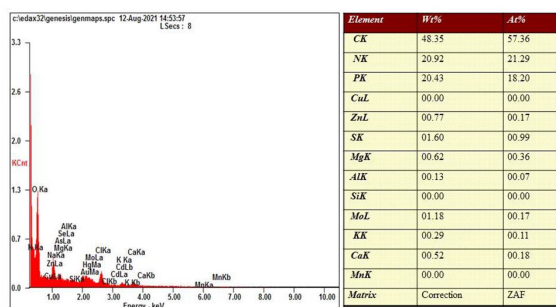 c:\edax32\genesis\genmaps.spc 12-Aug-2021 14:53:57
LSecs : 8
3.3
2.6
2.0
KCnt
1.3
0.7
0.0
O Ka
AlKa
SeLa
AsLa
MgKa
NaKa
ZnLa
SiKa
ClKa
MoLa
HgMa
AuMa
ClKb
K Ka
CdLb
CdLa
K Kb
CaKa
CaKb
MnKb
MnKa
1.00 2.00 3.00 4.00 5.00 6.00 7.00 8.00 9.00 10.00
Energy - keV
Element Wt% At%
CK 48.35 57.36
NK 20.92 21.29
PK 20.43 18.20
CuL 00.00 00.00
ZnL 00.77 00.17
SK 01.60 00.99
MgK 00.62 00.36
AlK 00.13 00.07
SiK 00.00 00.00
MoL 01.18 00.17
KK 00.29 00.11
CaK 00.52 00.18
MnK 00.00 00.00
Matrix Correction ZAF